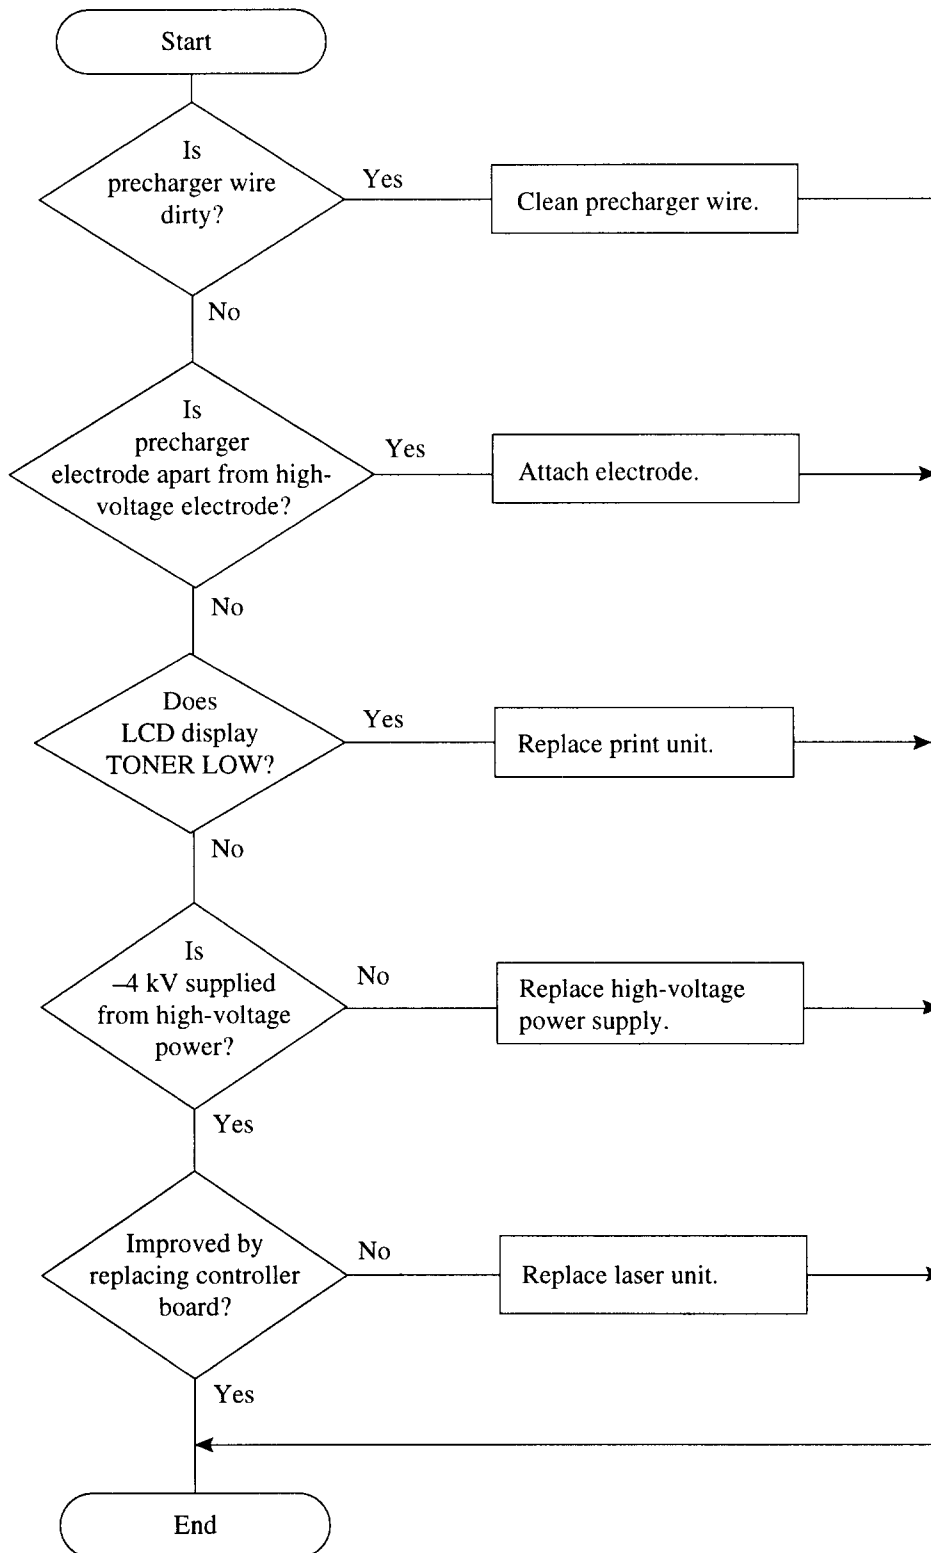 Start
Is
precharger wire
dirty?
Yes
Clean precharger wire.
No
Is
precharger
electrode apart from high-
voltage electrode?
Yes
Attach electrode.
No
Does
LCD display
TONER LOW?
Yes
Replace print unit.
No
Is
–4 kV supplied
from high-voltage
power?
No
Replace high-voltage
power supply.
Yes
Improved by
replacing controller
board?
No
Replace laser unit.
Yes
End